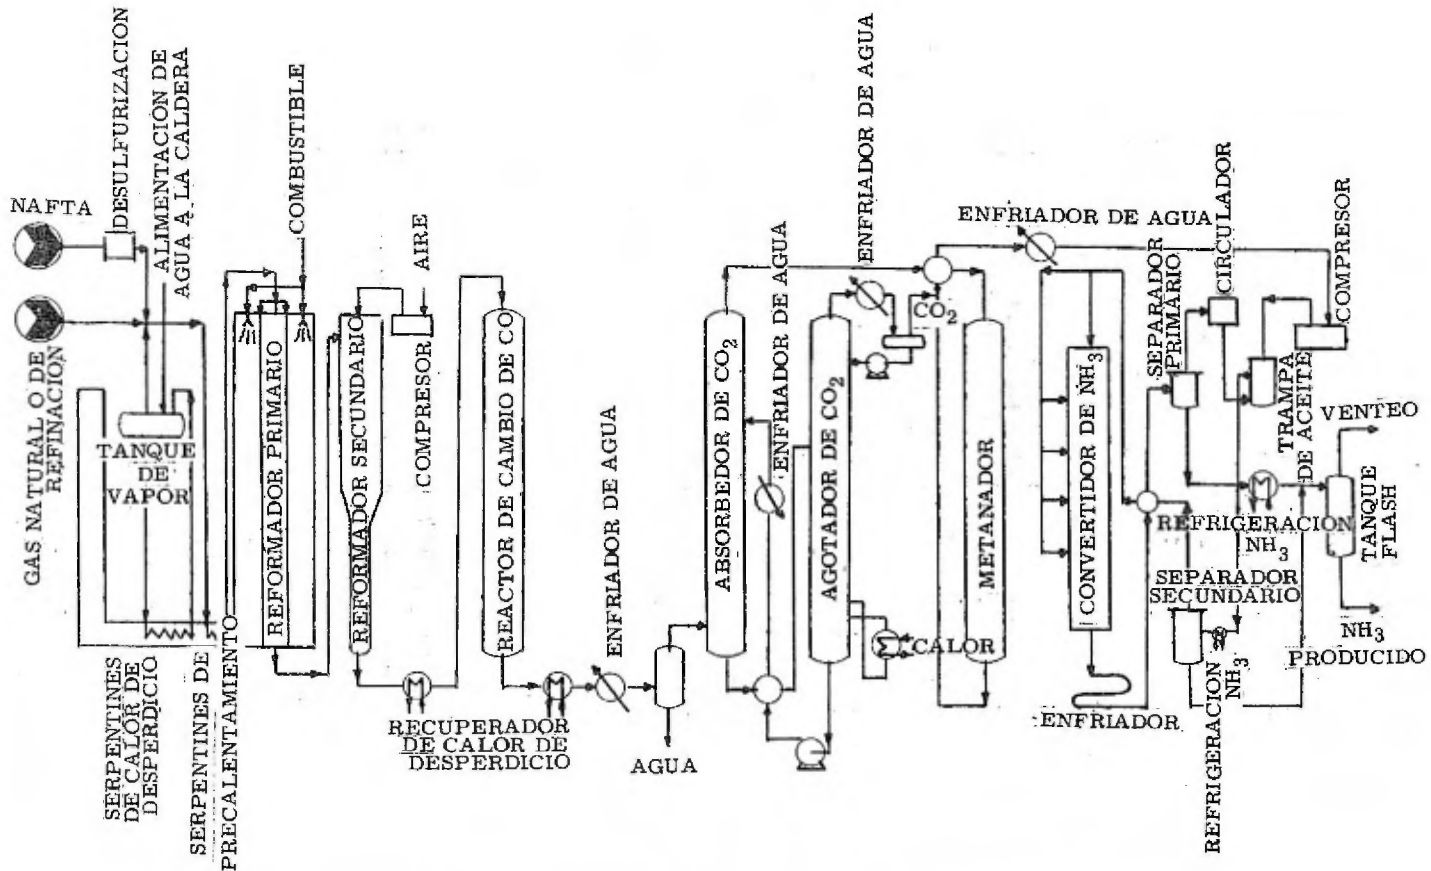 NAFTA
DESULFURIZACION
ALIMENTACION DE
AGUA A LA CALDERA
COMBUSTIBLE
GAS NATURAL O DE
REFINACION
TANQUE
DE
VAPOR
SERPENTINES
DE CALOR DE
DESPERDICIO
SERPENTINES DE
PRECALENTAMIENTO
REFORMADOR PRIMARIO
REFORMADOR SECUNDARIO
AIRE
COMPRESOR
RECUPERADOR
DE CALOR DE
DESPERDICIO
REACTOR DE CAMBIO DE CO
ENFRIADOR DE AGUA
AGUA
ABSORBEDOR DE CO2
ENFRIADOR DE AGUA
AGOTADOR DE CO2
ENFRIADOR DE AGUA
CO2
CALOR
METANADOR
ENFRIADOR DE AGUA
CONVERTIDOR DE NH3
ENFRIADOR
SEPARADOR
PRIMARIO
CIRCULADOR
TRAMPA
DE ACEITE
COMPRESOR
REFRIGERACION
NH3
SEPARADOR
SECUNDARIO
REFRIGERACION
NH3
VENTEO
TANQUE
FLASH
NH3
PRODUCIDO